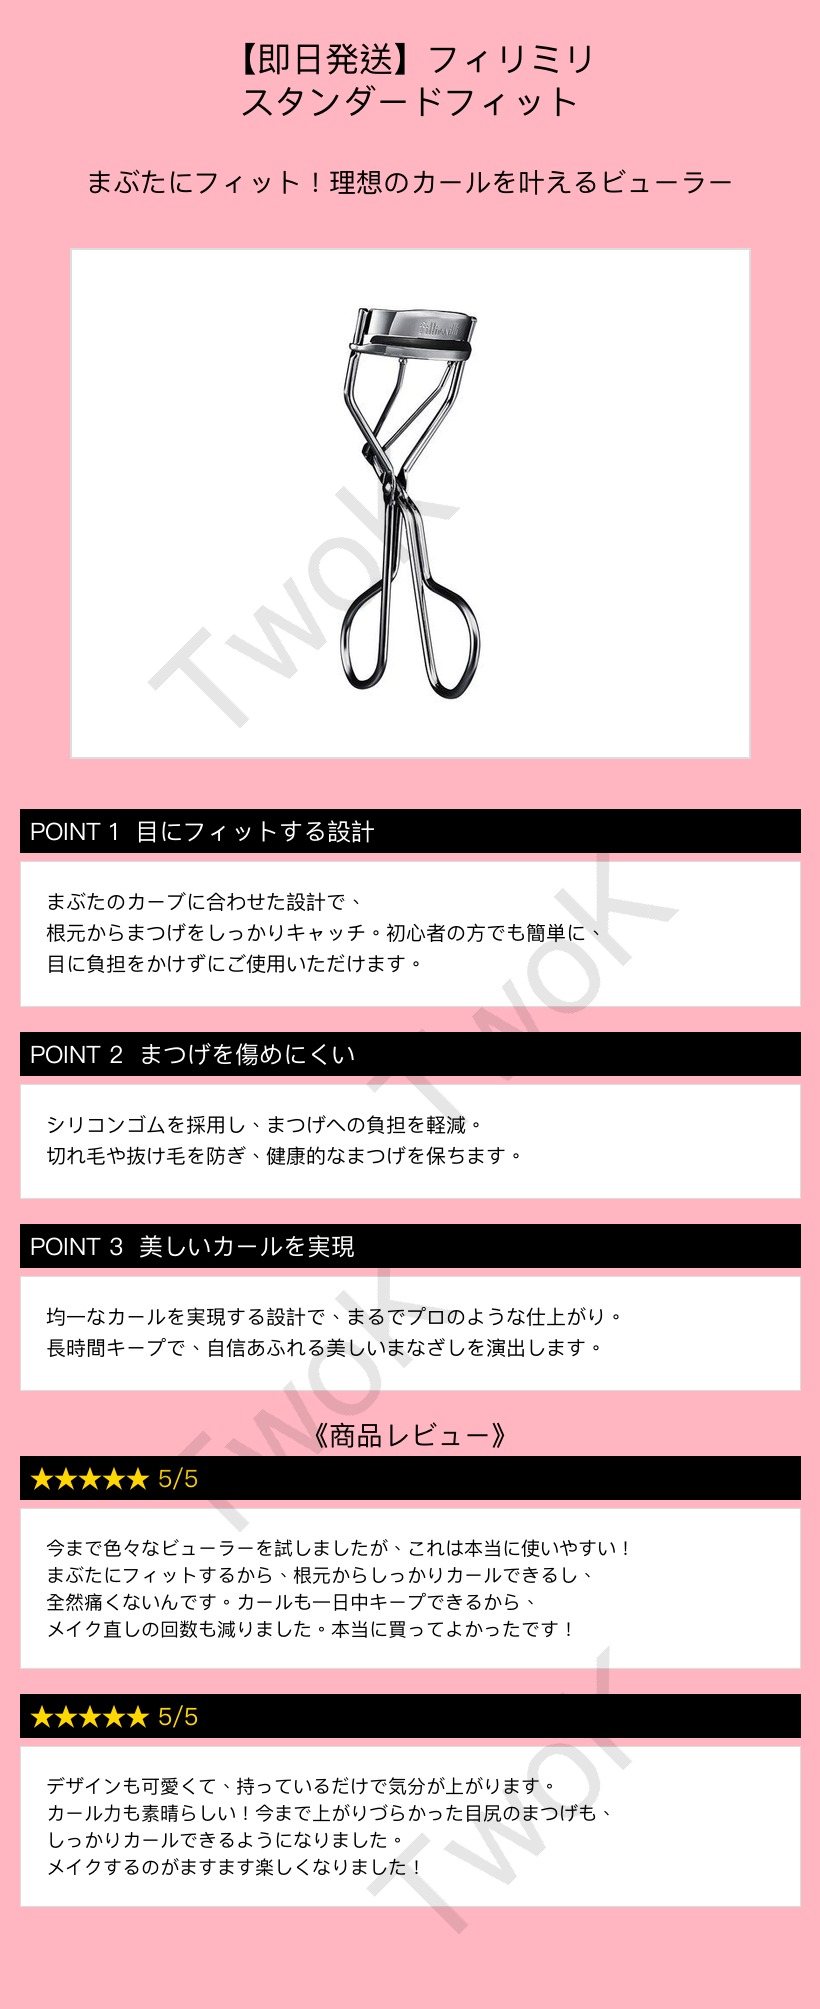 【即日発送】フィリミリ
スタンダードフィット
まぶたにフィット！理想のカールを叶えるビューラー
TwoK
POINT 1 目にフィットする設計
まぶたのカーブに合わせた設計で、
根元からまつげをしっかりキャッチ。初心者の方でも簡単に、
目に負担をかけずにご使用いただけます。
TwoK
POINT 2 まつげを傷めにくい
シリコンゴムを採用し、まつげへの負担を軽減。
切れ毛や抜け毛を防ぎ、健康的なまつげを保ちます。
POINT 3 美しいカールを実現
均一なカールを実現する設計で、まるでプロのような仕上がり。
長時間キープで、自信あふれる美しいまなざしを演出します。
TwoK
《商品レビュー》
★★★★★ 5/5
今まで色々なビューラーを試しましたが、これは本当に使いやすい！
まぶたにフィットするから、根元からしっかりカールできるし、
全然痛くないんです。カールも一日中キープできるから、
メイク直しの回数も減りました。本当に買ってよかったです！
★★★★★ 5/5
デザインも可愛くて、持っているだけで気分が上がります。
カール力も素晴らしい！今まで上がりづらかった目尻のまつげも、
しっかりカールできるようになりました。
メイクするのがますます楽しくなりました！
TwoK